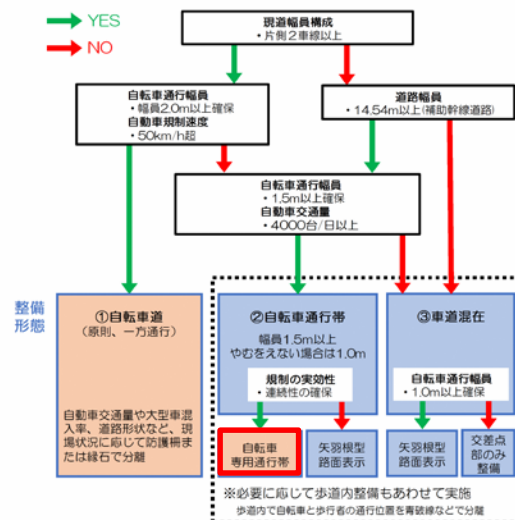 YES
NO
現道幅員構成
・片側2車線以上
自転車通行幅員
・幅員2.0m以上確保
自動車規制速度
・50km/h超
道路幅員
・14.54m以上(補助幹線道路)
自転車通行幅員
・1.5m以上確保
自動車交通量
・4000台/日以上
整備
形態
①自転車道
(原則、一方通行)
自動車交通量や大型車混
入率、道路形状など、現
場状況に応じて防護柵ま
たは縁石で分離
②自転車通行帯
幅員1.5m以上
やむをえない場合は1.0m
規制の実効性
・連続性の確保
自転車
専用通行帯
矢羽根型
路面表示
③車道混在
自転車通行幅員
・1.0m以上確保
矢羽根型
路面表示
交差点
部のみ
整備
※必要に応じて歩道内整備もあわせて実施
歩道内で自転車と歩行者の通行位置を青破線などで分離